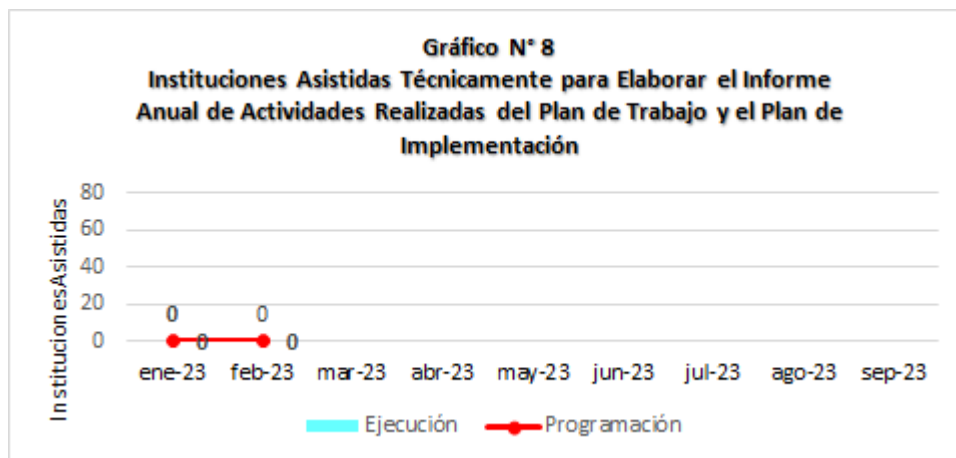 Gráfico N° 8
Instituciones Asistidas Técnicamente para Elaborar el Informe
Anual de Actividades Realizadas del Plan de Trabajo y el Plan de
Implementación
Instituciones Asistidas
80
60
40
20
0
0 0
0 0
ene-23 feb-23 mar-23 abr-23 may-23 jun-23 jul-23 ago-23 sep-23
Ejecución Programación